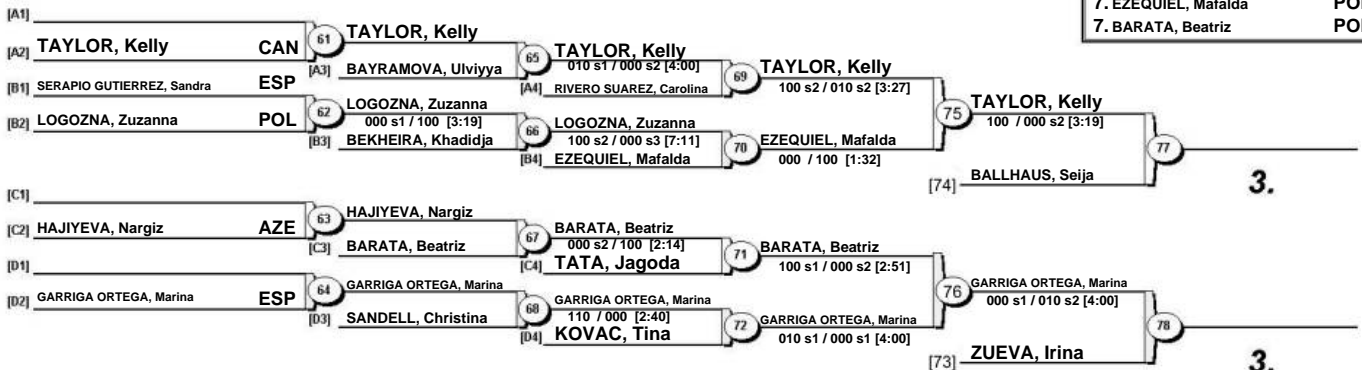 7. EZEQUIEL, Mafalda PO
7. BARATA, Beatriz PO
[A1]
[A2] TAYLOR, Kelly CAN
61
TAYLOR, Kelly
[A3] BAYRAMOVA, Ulviyya
65
TAYLOR, Kelly
010 s1 / 000 s2 [4:00]
[A4] RIVERO SUAREZ, Carolina
69
TAYLOR, Kelly
100 s2 / 010 s2 [3:27]
[B1] SERAPIO GUTIERREZ, Sandra ESP
[B2] LOGOZNA, Zuzanna POL
62
LOGOZNA, Zuzanna
000 s1 / 100 [3:19]
[B3] BEKHEIRA, Khadidja
66
LOGOZNA, Zuzanna
100 s2 / 000 s3 [7:11]
[B4] EZEQUIEL, Mafalda
70
EZEQUIEL, Mafalda
000 / 100 [1:32]
75
TAYLOR, Kelly
100 / 000 s2 [3:19]
[74] BALLHAUS, Seija
77
3.
[C1]
[C2] HAJIYEVA, Nargiz AZE
63
HAJIYEVA, Nargiz
[C3] BARATA, Beatriz
67
BARATA, Beatriz
000 s2 / 100 [2:14]
[C4] TATA, Jagoda
71
BARATA, Beatriz
100 s1 / 000 s2 [2:51]
[D1]
[D2] GARRIGA ORTEGA, Marina ESP
64
GARRIGA ORTEGA, Marina
[D3] SANDELL, Christina
68
GARRIGA ORTEGA, Marina
110 / 000 [2:40]
[D4] KOVAC, Tina
72
GARRIGA ORTEGA, Marina
010 s1 / 000 s1 [4:00]
76
GARRIGA ORTEGA, Marina
000 s1 / 010 s2 [4:00]
[73] ZUEVA, Irina
78
3.